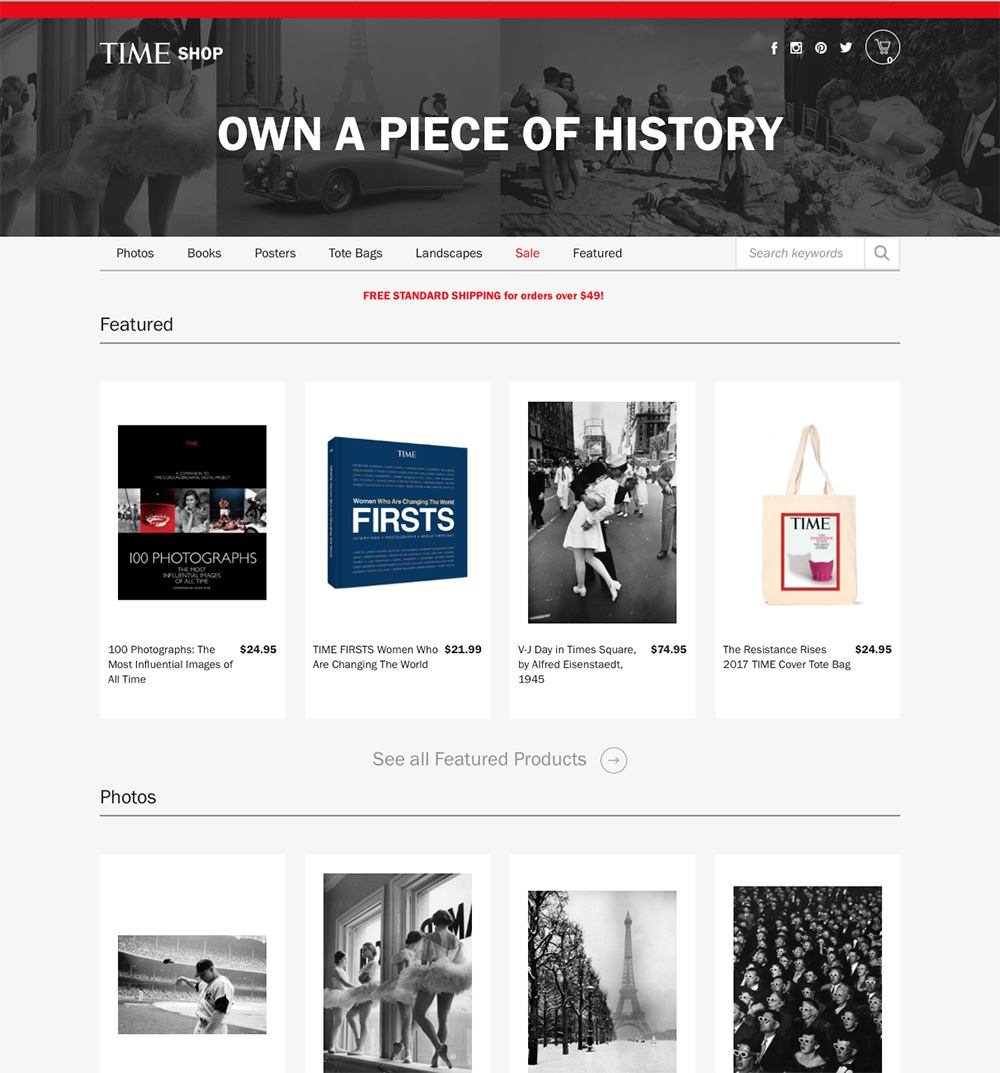 TIME SHOP
0
OWN A PIECE OF HISTORY
Photos Books Posters Tote Bags Landscapes Sale Featured Search keywords
FREE STANDARD SHIPPING for orders over $49!
Featured
TIME
A COMPANION TO
TIME'S GROUNDBREAKING DIGITAL PROJECT
100 PHOTOGRAPHS
THE MOST
INFLUENTIAL IMAGES
OF ALL TIME
TIME
Women Who Are Changing The World
FIRSTS
INTERVIEWS • PHOTOGRAPHS • BREAKTHROUGHS
TIME
100 Photographs: The $24.95
Most Influential Images of
All Time
TIME FIRSTS Women Who $21.99
Are Changing The World
V-J Day in Times Square, $74.95
by Alfred Eisenstaedt,
1945
The Resistance Rises $24.95
2017 TIME Cover Tote Bag
See all Featured Products
Photos